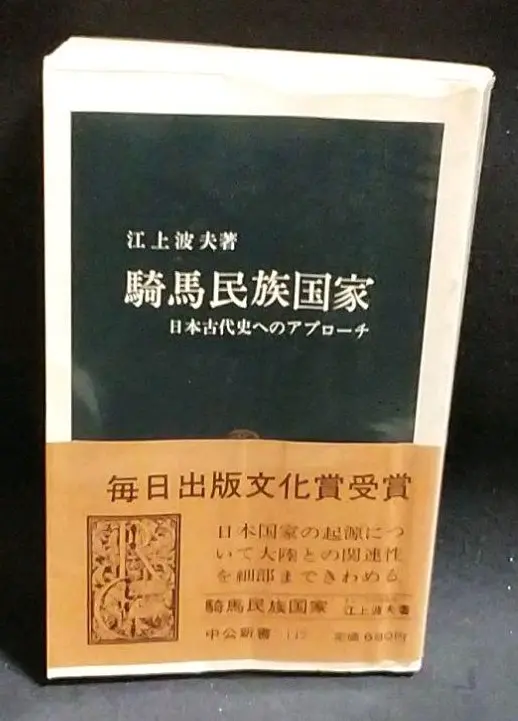 江上波夫著
騎馬民族国家
日本古代史へのアプローチ
毎日出版文化賞受賞
日本国家の起源につ
いて大陸との関連性
を細部まできわめる
騎馬民族国家 江上波夫著
中公新書 定価680円